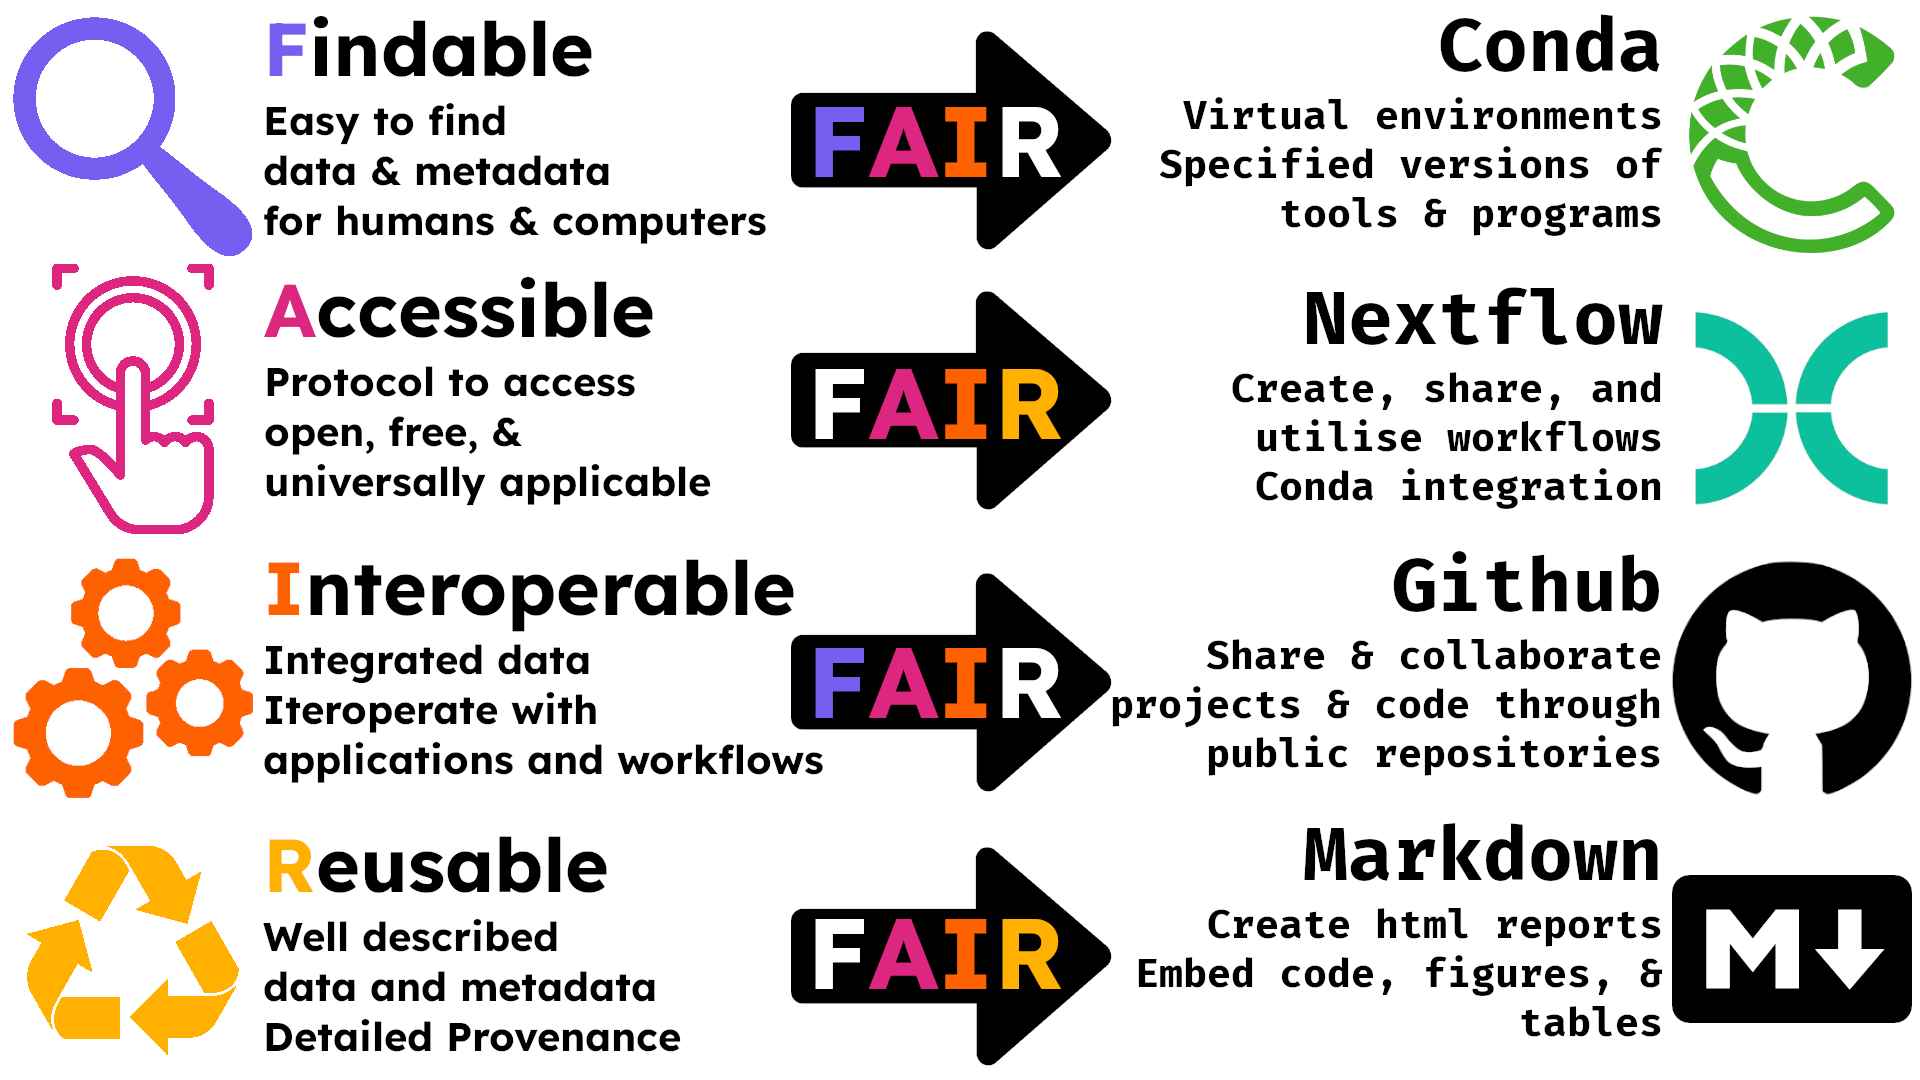 Findable
Easy to find
data & metadata
for humans & computers
FAIR
Conda
Virtual environments
Specified versions of
tools & programs
Accessible
Protocol to access
open, free, &
universally applicable
FAIR
Nextflow
Create, share, and
utilise workflows
Conda integration
Interoperable
Integrated data
Iteroperate with
applications and workflows
FAIR
Github
Share & collaborate
projects & code through
public repositories
Reusable
Well described
data and metadata
Detailed Provenance
FAIR
Markdown
Create html reports
Embed code, figures, &
tables
M